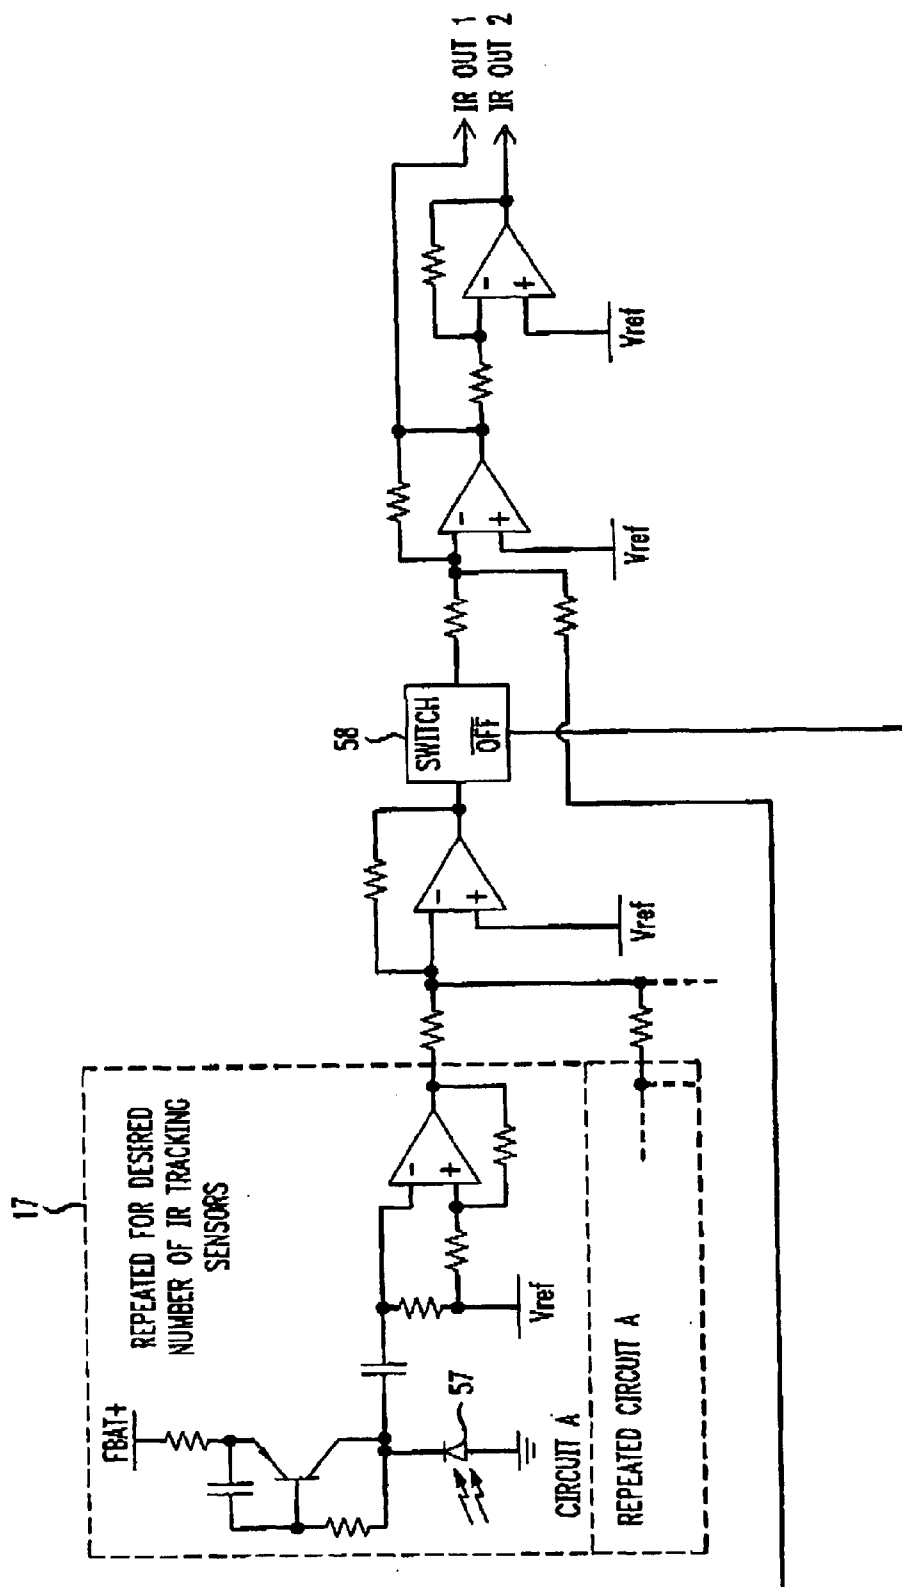 17
REPEATED FOR DESIRED
NUMBER OF IR TRACKING
SENSORS
FBAT+
57
Vref
CIRCUIT A
REPEATED CIRCUIT A
-
+
-
+
Vref
58
SWITCH
OFF
-
+
Vref
-
+
Vref
IR OUT 1
IR OUT 2